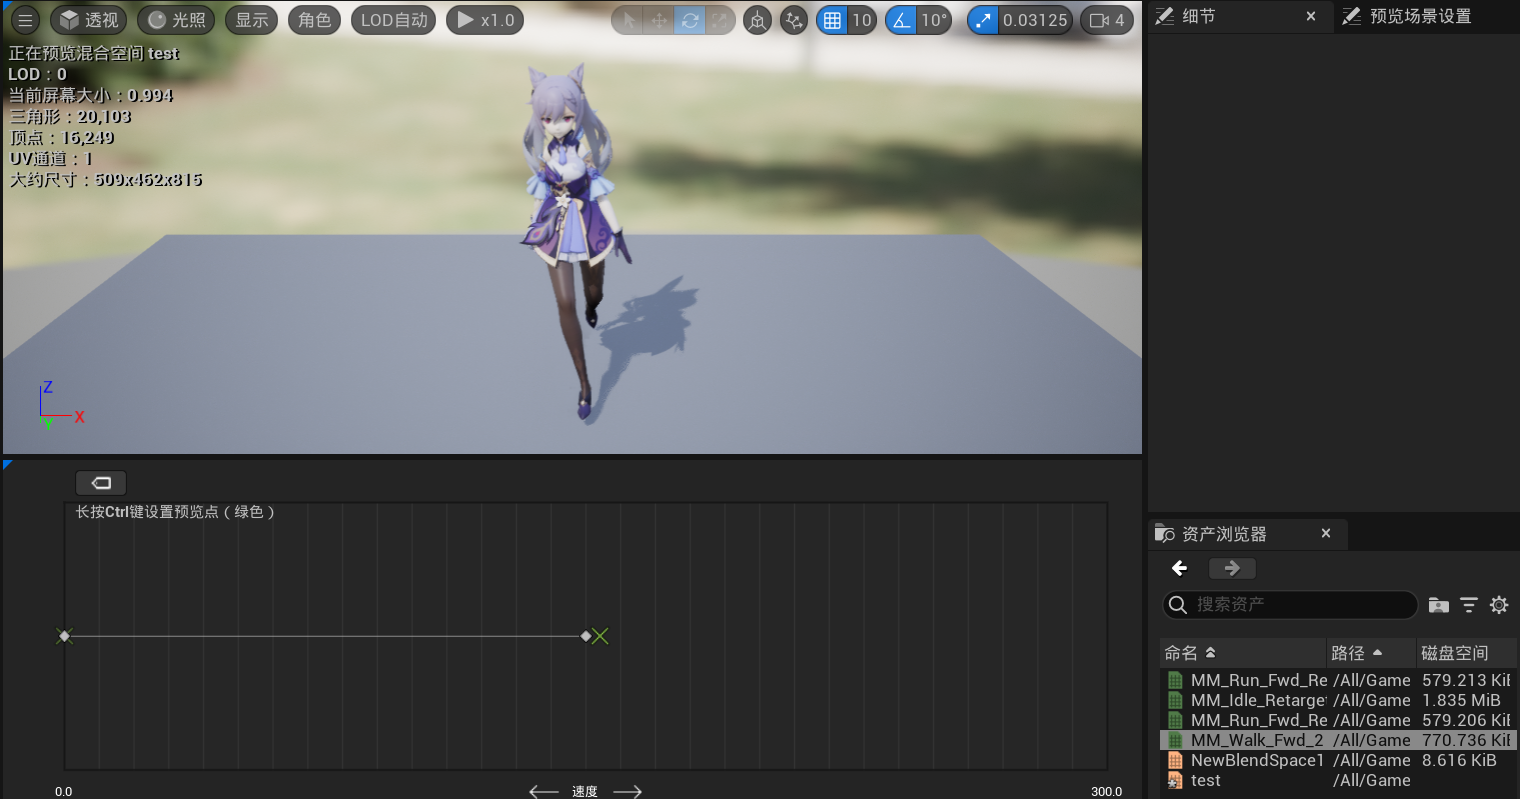 透视 光照 显示 角色 LOD自动 x1.0 10 10° 0.03125 4
正在预览混合空间 test
LOD：0
当前屏幕大小：0.994
三角形：20,103
顶点：16,249
UV通道：1
大约尺寸：509x462x815
Z
X
Y
长按Ctrl键设置预览点（绿色）
0.0 速度 300.0
细节 预览场景设置
资产浏览器
搜索资产
命名 路径 磁盘空间
MM_Run_Fwd_Re /All/Game 579.213 KiE
MM_Idle_Retarget /All/Game 1.835 MiB
MM_Run_Fwd_Re /All/Game 579.206 KiE
MM_Walk_Fwd_2 /All/Game 770.736 KiE
NewBlendSpace1 /All/Game 8.616 KiB
test /All/Game